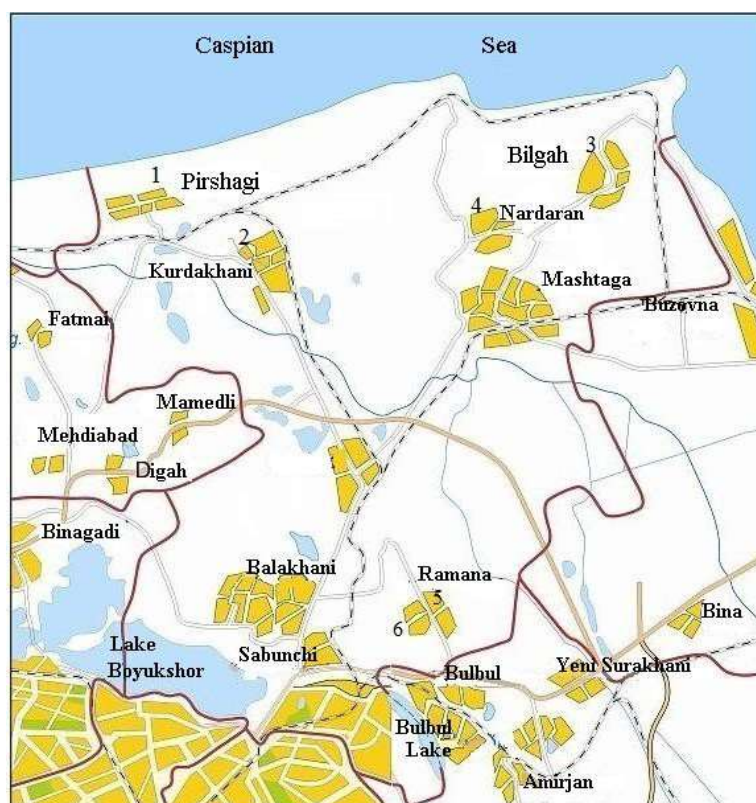 Caspian Sea
1
Pirshagi
3
Bilgah
4
Nardaran
2
Kurdakhani
Mashtaga
Buzovna
Fatmai
g.
Mamedli
Mehdiabad
Digah
Binagadi
Balakhani
Ramana
5
6
Bina
Lake
Boyukshor
Sabunchi
Bulbul
Yeni Surakhani
Bulbul
Lake
Amirjan